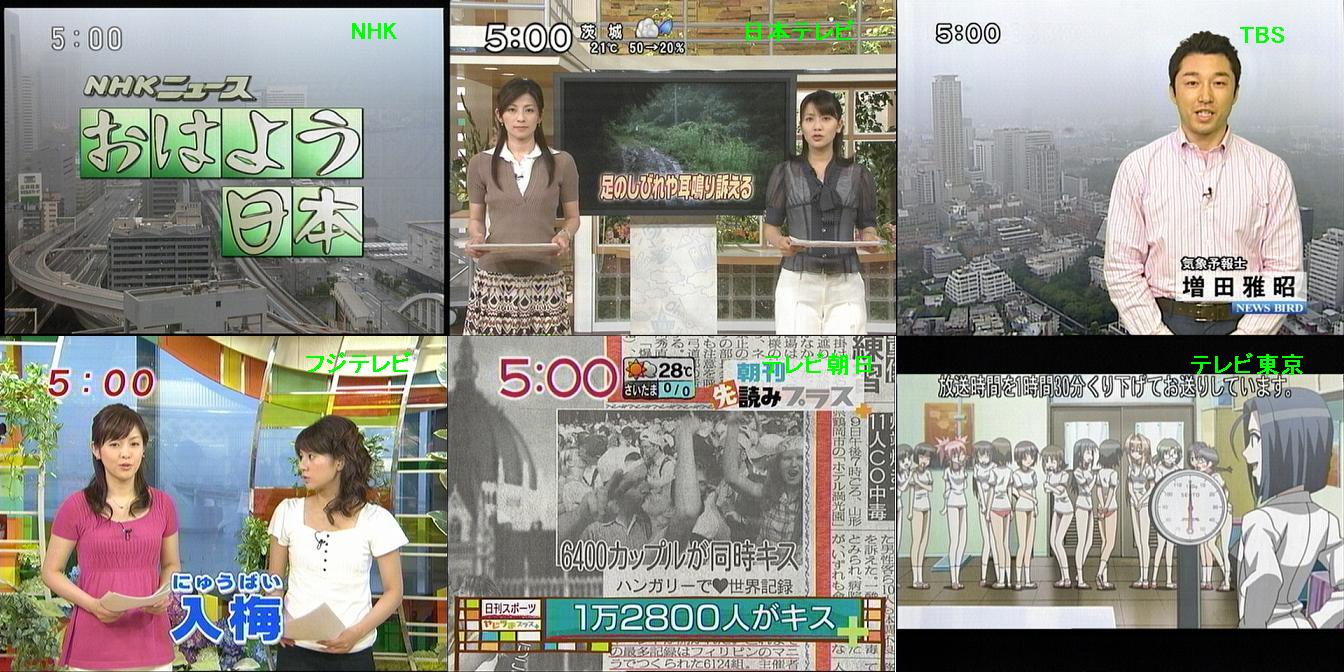 5:00
NHK
NHKニュース
おはよう
日本
5:00
茨城
21℃ 50→20%
日本テレビ
足のしびれや耳鳴り訴える
5:00
TBS
気象予報士
増田雅昭
NEWS BIRD
フジテレビ
5:00
にゅうばい
入梅
5:00
28℃
さいたま 0/0
テレビ朝日
朝刊
先読みプラス
11人CO中毒
6400カップルが同時キス
ハンガリーで♥世界記録
日刊スポーツ
やじうまプラス
1万2800人がキス
テレビ東京
放送時間を1時間30分くり下げてお送りしています。